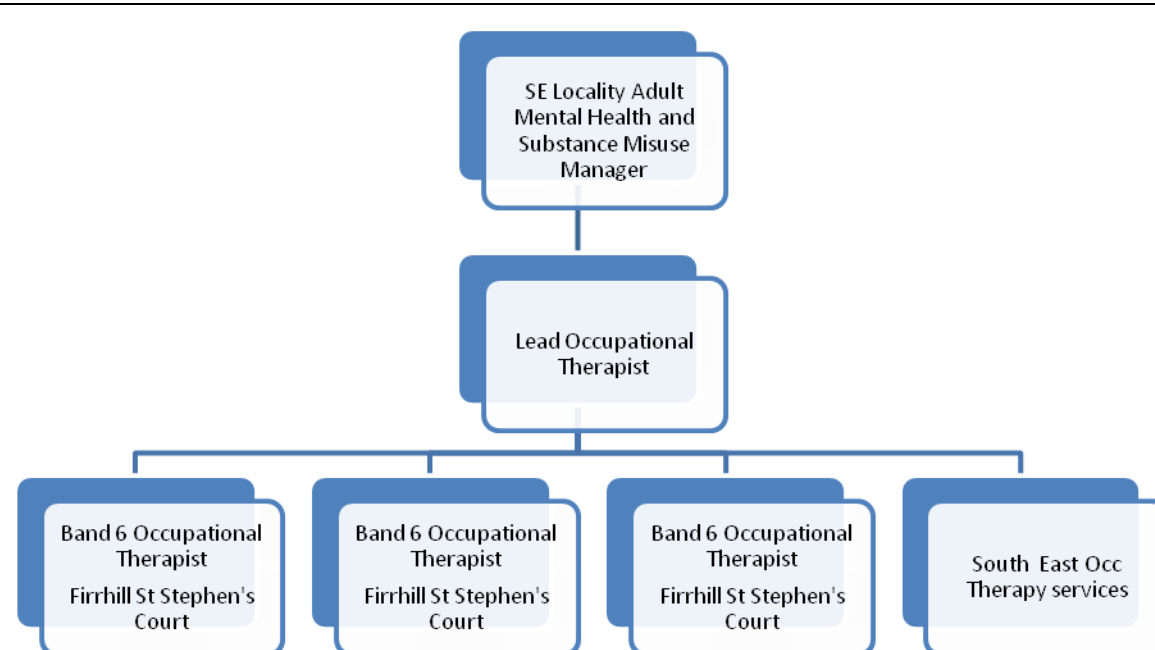 SE Locality Adult
Mental Health and
Substance Misuse
Manager
Lead Occupational
Therapist
Band 6 Occupational
Therapist
Firrhill St Stephen's
Court
Band 6 Occupational
Therapist
Firrhill St Stephen's
Court
Band 6 Occupational
Therapist
Firrhill St Stephen's
Court
South East Occ
Therapy services